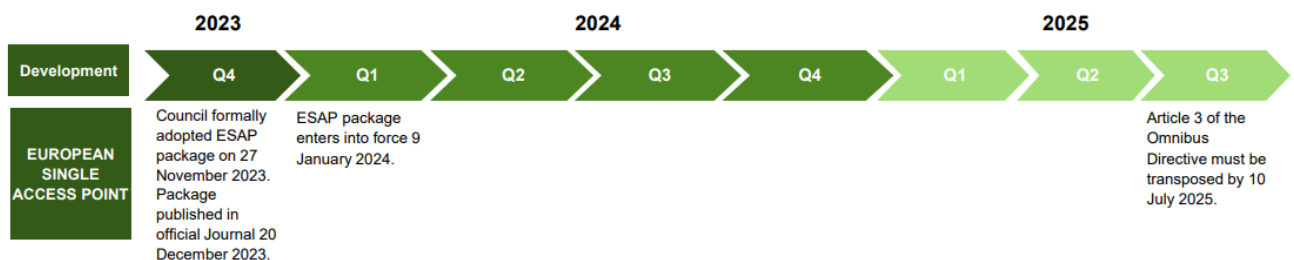 2023 2024 2025
Development Q4 Q1 Q2 Q3 Q4 Q1 Q2 Q3
EUROPEAN
SINGLE
ACCESS POINT
Council formally
adopted ESAP
package on 27
November 2023.
Package
published in
official Journal 20
December 2023.
ESAP package
enters into force 9
January 2024.
Article 3 of the
Omnibus
Directive must be
transposed by 10
July 2025.